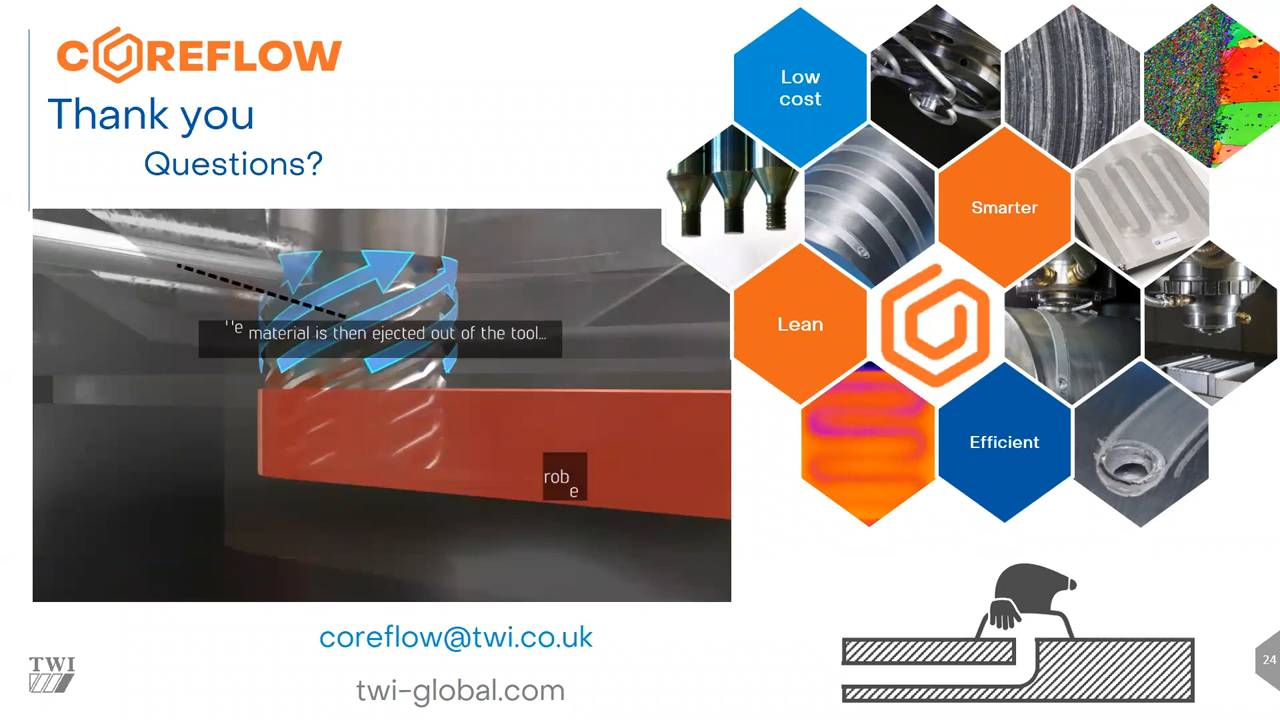 COREFLOW
Thank you
Questions?
material is then ejected out of the tool...
rob
e
coreflow@twi.co.uk
twi-global.com
TWI
Low
cost
Smarter
Lean
Efficient
24